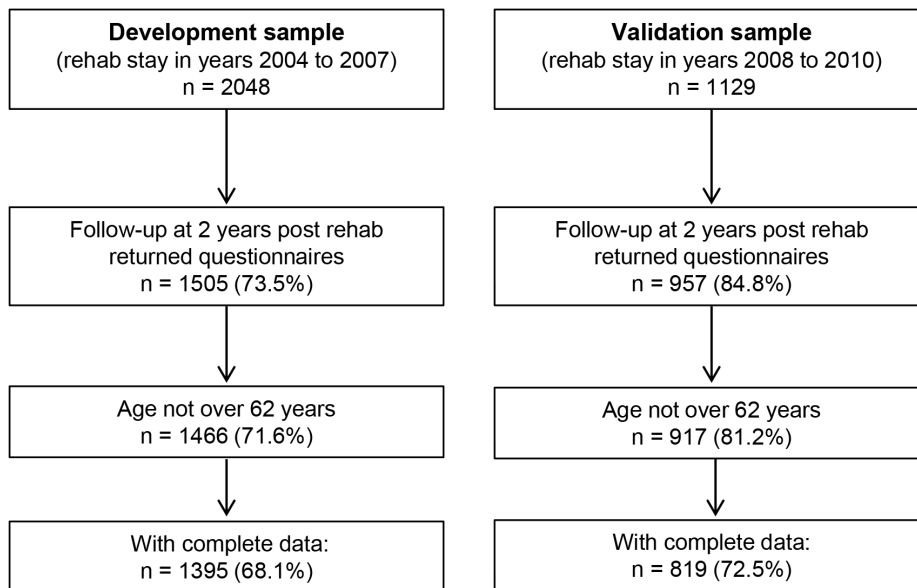 Development sample
(rehab stay in years 2004 to 2007)
n = 2048
Follow-up at 2 years post rehab
returned questionnaires
n = 1505 (73.5%)
Age not over 62 years
n = 1466 (71.6%)
With complete data:
n = 1395 (68.1%)
Validation sample
(rehab stay in years 2008 to 2010)
n = 1129
Follow-up at 2 years post rehab
returned questionnaires
n = 957 (84.8%)
Age not over 62 years
n = 917 (81.2%)
With complete data:
n = 819 (72.5%)